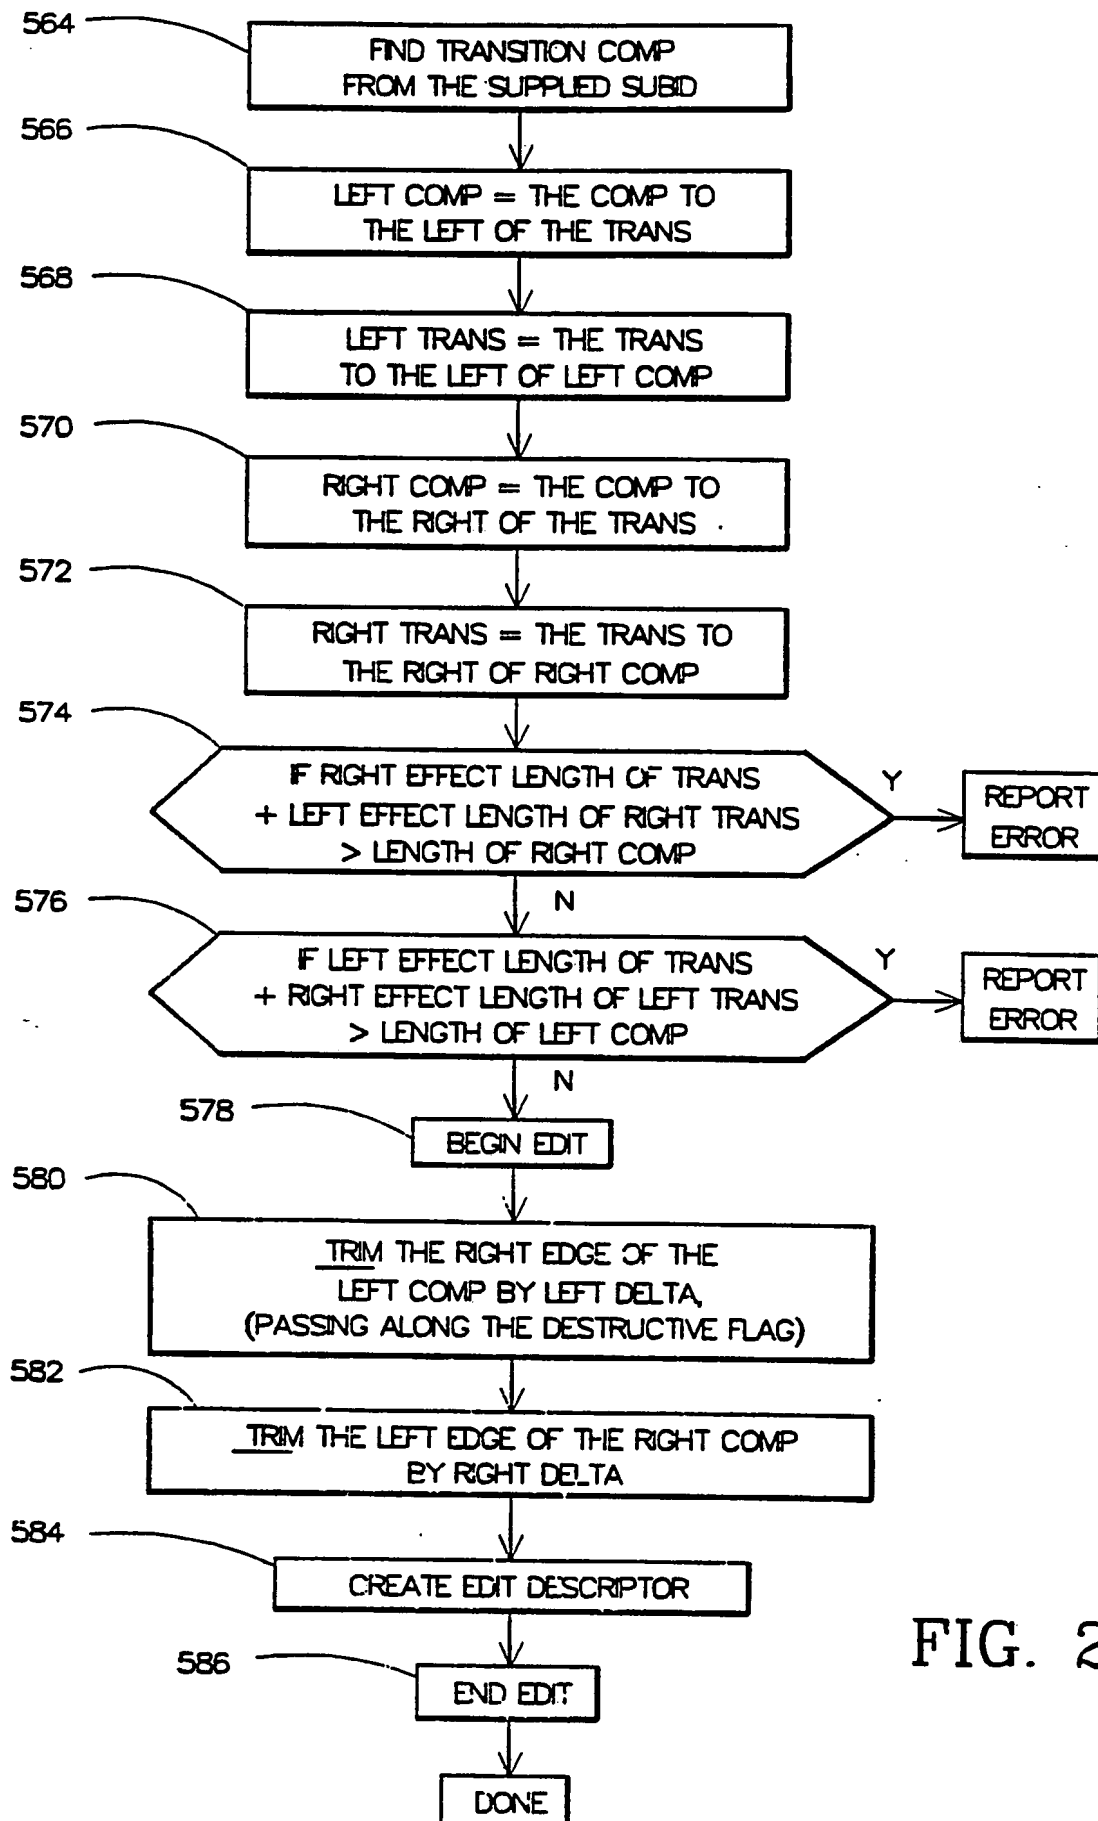 564
FIND TRANSITION COMP
FROM THE SUPPLIED SUBID
566
LEFT COMP = THE COMP TO
THE LEFT OF THE TRANS
568
LEFT TRANS = THE TRANS
TO THE LEFT OF LEFT COMP
570
RIGHT COMP = THE COMP TO
THE RIGHT OF THE TRANS
572
RIGHT TRANS = THE TRANS TO
THE RIGHT OF RIGHT COMP
574
IF RIGHT EFFECT LENGTH OF TRANS
+ LEFT EFFECT LENGTH OF RIGHT TRANS
> LENGTH OF RIGHT COMP
Y
REPORT
ERROR
N
576
IF LEFT EFFECT LENGTH OF TRANS
+ RIGHT EFFECT LENGTH OF LEFT TRANS
> LENGTH OF LEFT COMP
Y
REPORT
ERROR
N
578
BEGIN EDIT
580
TRIM THE RIGHT EDGE OF THE
LEFT COMP BY LEFT DELTA,
(PASSING ALONG THE DESTRUCTIVE FLAG)
582
TRIM THE LEFT EDGE OF THE RIGHT COMP
BY RIGHT DELTA
584
CREATE EDIT DESCRIPTOR
586
END EDIT
DONE
FIG. 2